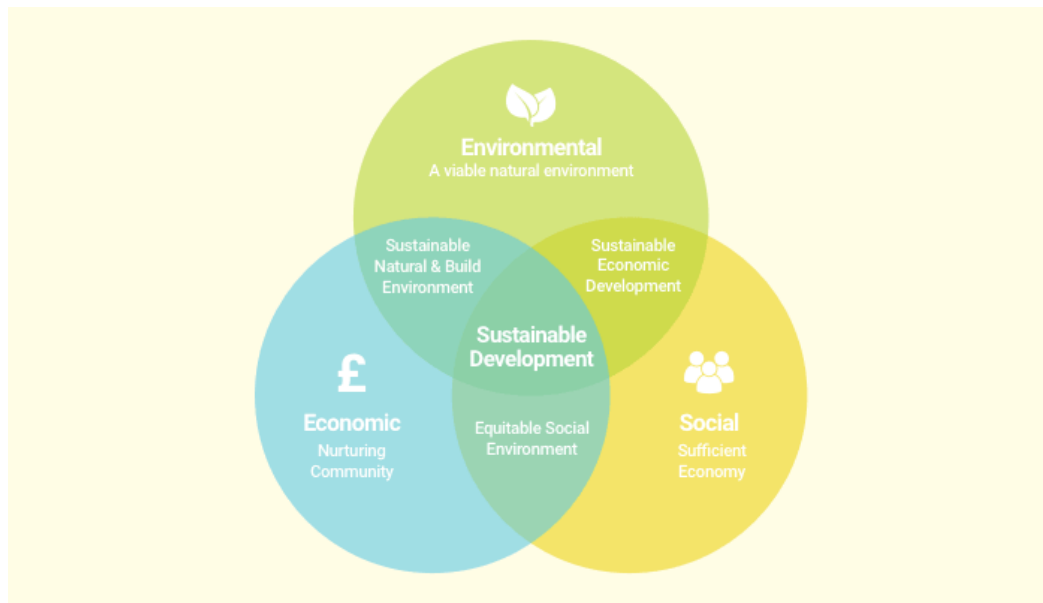 Environmental
A viable natural environment
Sustainable
Natural & Build
Environment
Sustainable
Economic
Development
Sustainable
Development
£
Economic
Nurturing
Community
Equitable Social
Environment
Social
Sufficient
Economy